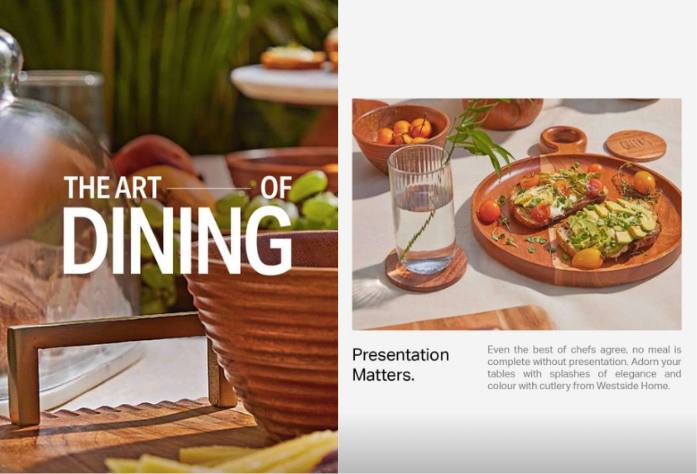 THE ART OF
DINING
Presentation
Matters.
Even the best of chefs agree, no meal is
complete without presentation. Adorn your
tables with splashes of elegance and
colour with cutlery from Westside Home.